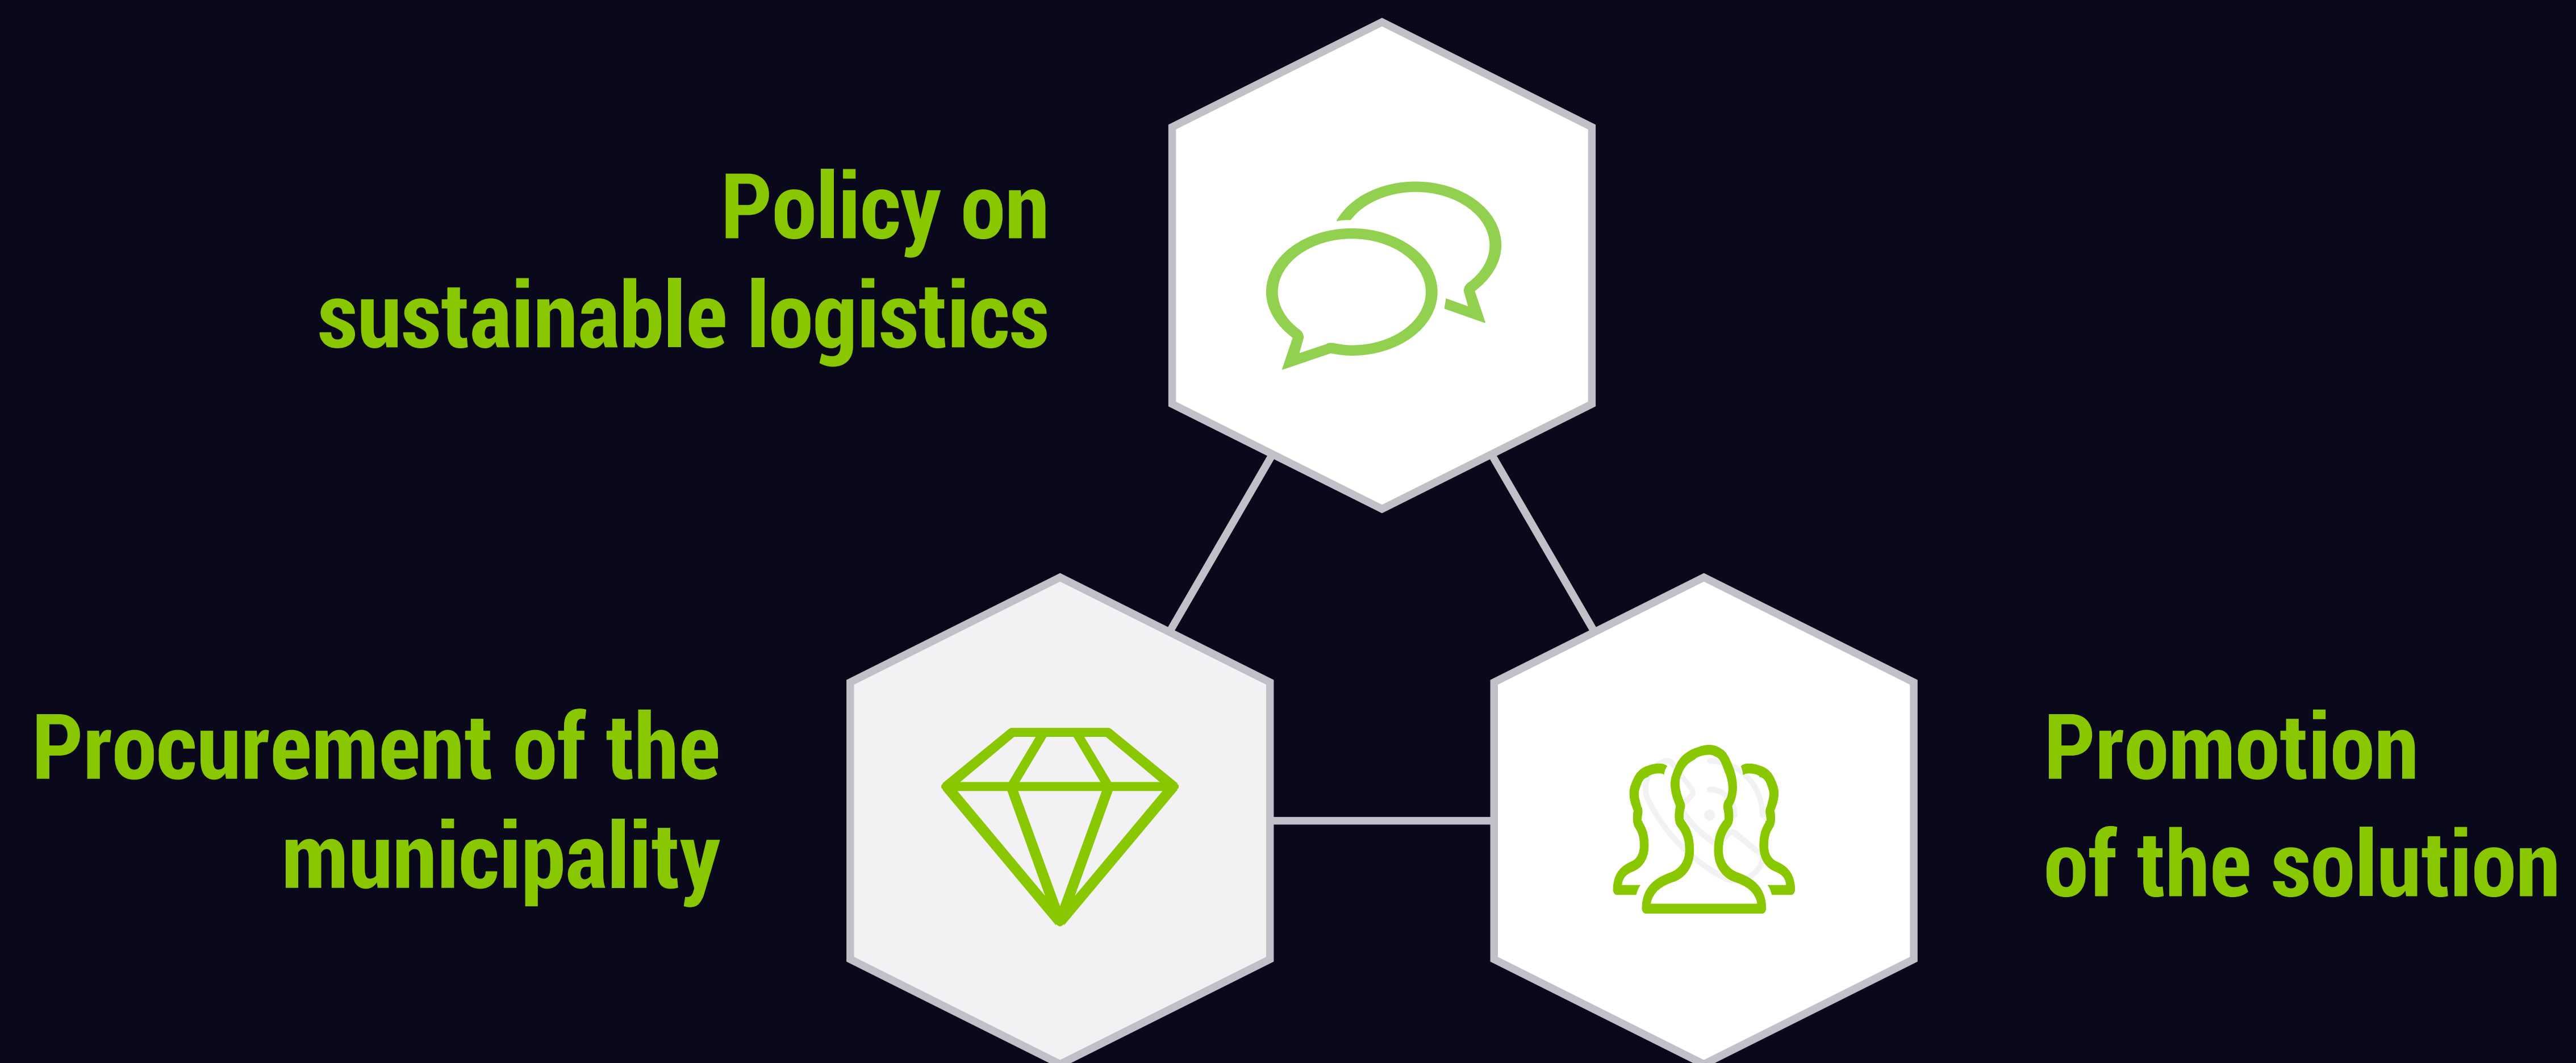 Policy on
sustainable logistics
Procurement of the
municipality
Promotion
of the solution